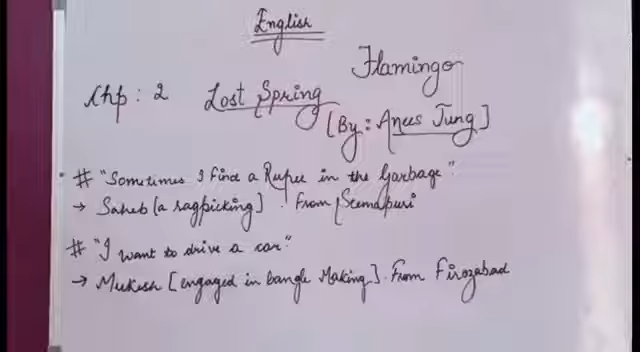 English
Flamingo
Chp : 2 Lost Spring
[By : Anees Jung]
# "Sometimes I find a Rupee in the Garbage"
→ Saheb [a ragpicking] . From Seemapuri
# "I want to drive a car"
→ Mukesh [engaged in bangle Making] . From Firozabad